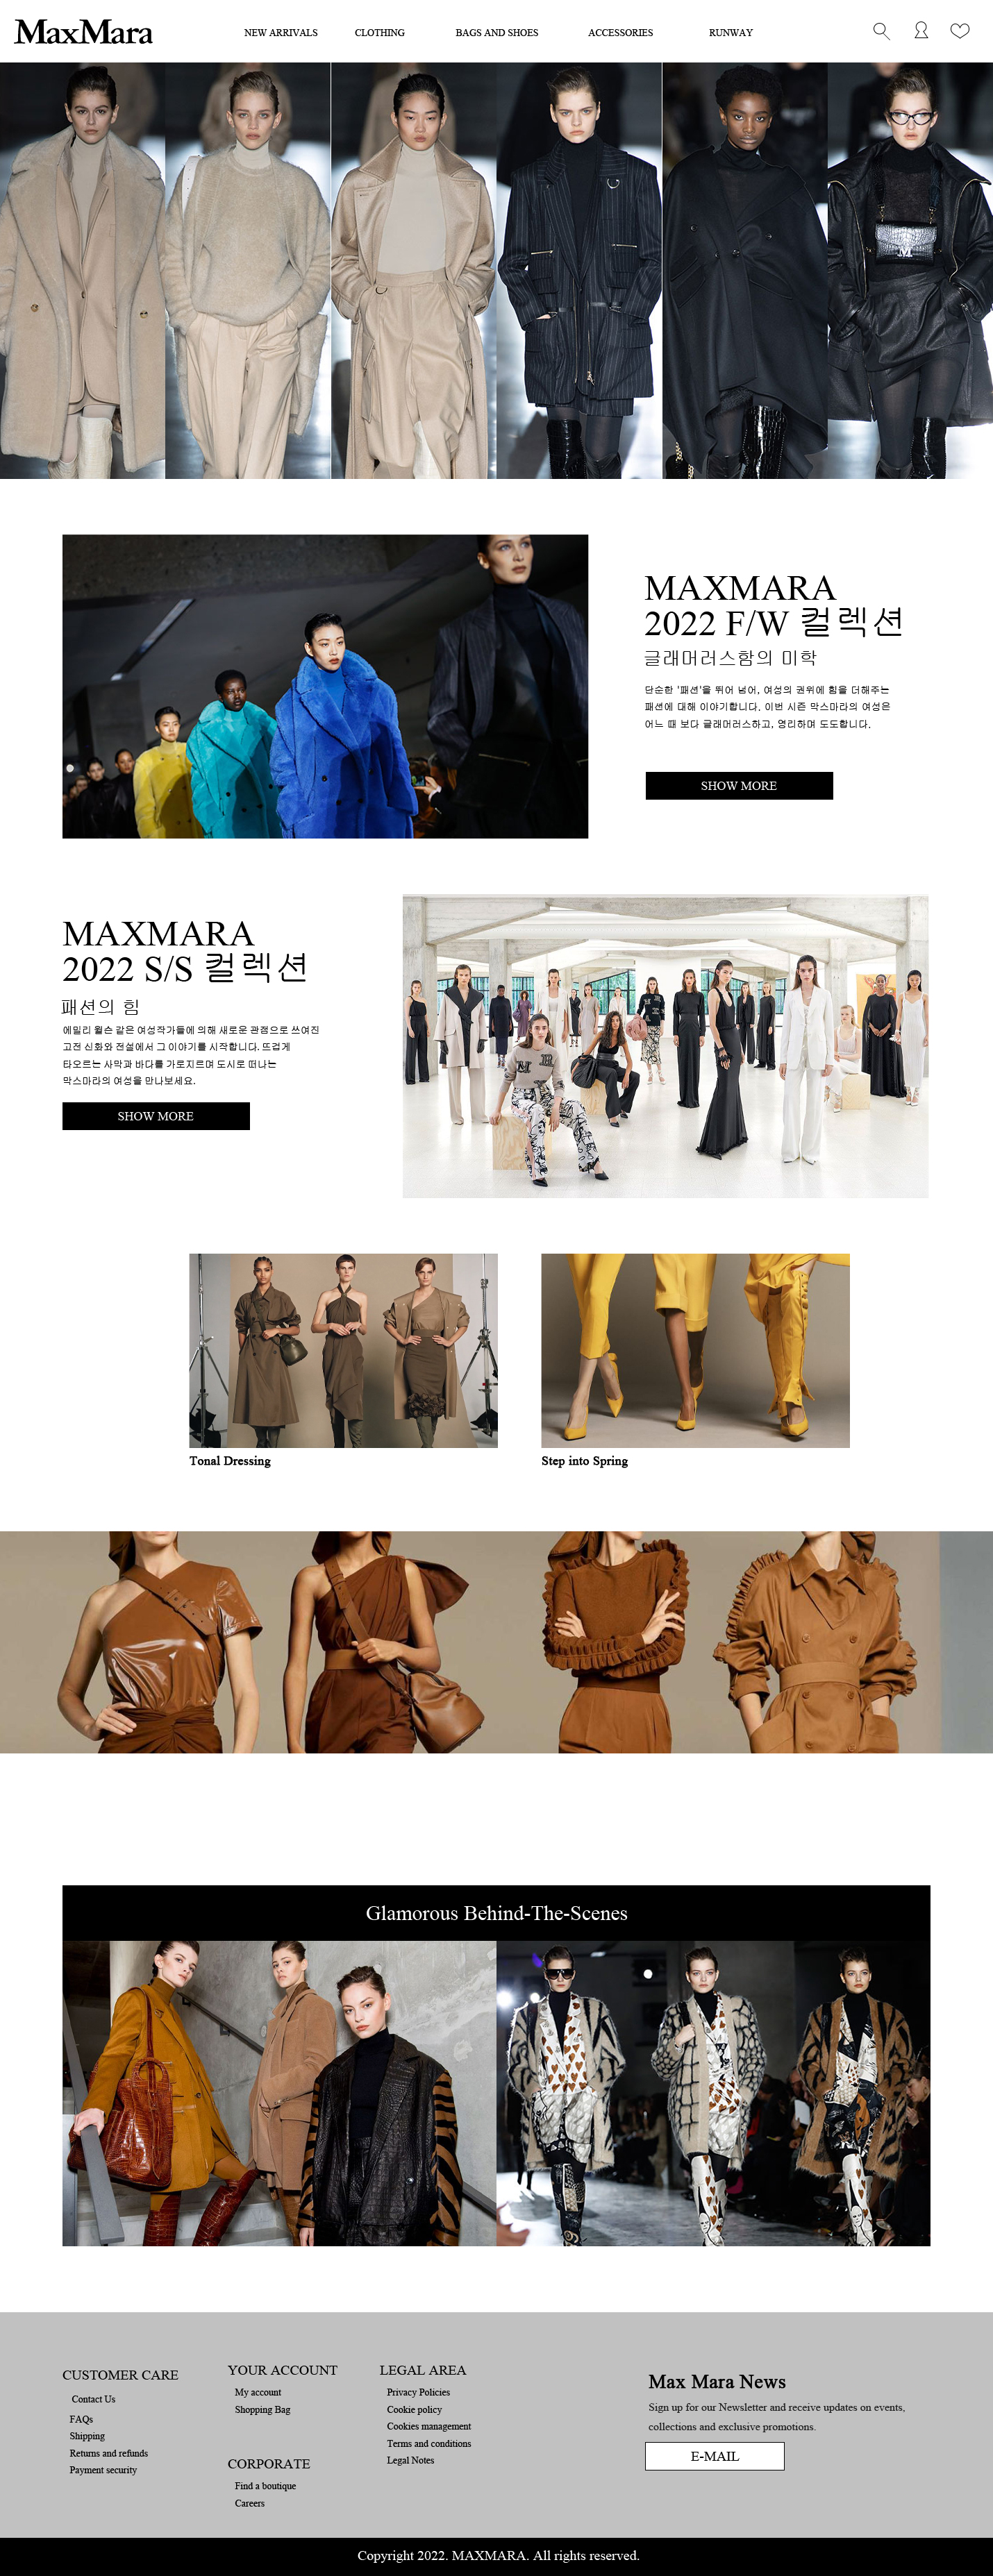 MaxMara
NEW ARRIVALS
CLOTHING
BAGS AND SHOES
ACCESSORIES
RUNWAY
M
MAXMARA
2022 F/W 컬렉션
글래머러스함의 미학
단순한 '패션'을 뛰어 넘어, 여성의 권위에 힘을 더해주는
패션에 대해 이야기합니다. 이번 시즌 막스마라의 여성은
어느 때 보다 글래머러스하고, 영리하며 도도합니다.
SHOW MORE
MAXMARA
2022 S/S 컬렉션
패션의 힘
에밀리 윌슨 같은 여성작가들에 의해 새로운 관점으로 쓰여진
고전 신화와 전설에서 그 이야기를 시작합니다. 뜨겁게
타오르는 사막과 바다를 가로지르며 도시로 떠나는
막스마라의 여성을 만나보세요.
SHOW MORE
Tonal Dressing
Step into Spring
Glamorous Behind-The-Scenes
CUSTOMER CARE
Contact Us
FAQs
Shipping
Returns and refunds
Payment security
YOUR ACCOUNT
My account
Shopping Bag
CORPORATE
Find a boutique
Careers
LEGAL AREA
Privacy Policies
Cookie policy
Cookies management
Terms and conditions
Legal Notes
Max Mara News
Sign up for our Newsletter and receive updates on events,
collections and exclusive promotions.
E-MAIL
Copyright 2022. MAXMARA. All rights reserved.